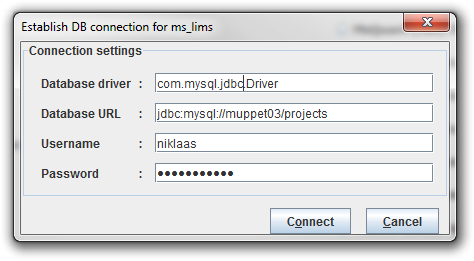 Establish DB connection for ms_lims
Connection settings
Database driver : com.mysql.jdbc.Driver
Database URL : jdbc:mysql://muppet03/projects
Username : niklaas
Password : ●●●●●●●●●●●
Connect Cancel